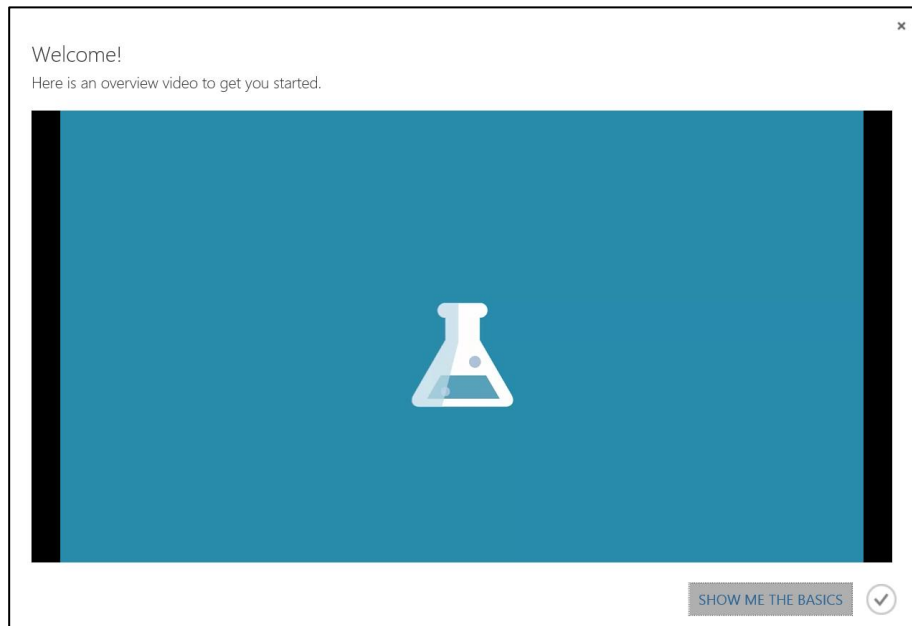 Welcome!
Here is an overview video to get you started.
SHOW ME THE BASICS